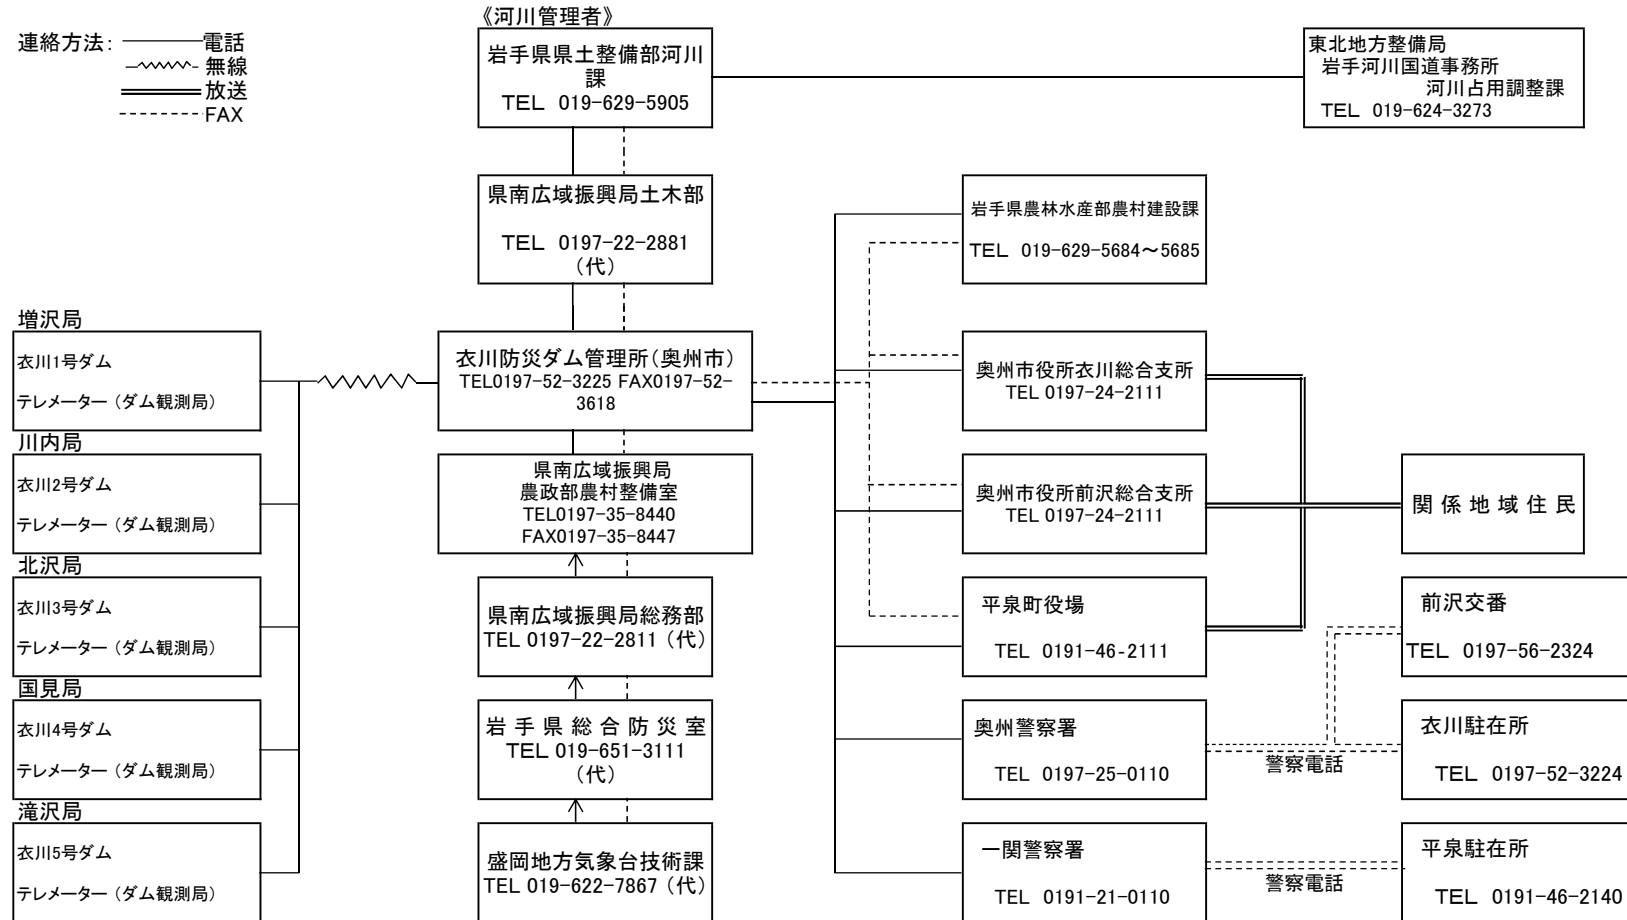 《河川管理者》
連絡方法：電話
無線
放送
FAX
岩手県県土整備部河川
課
TEL 019-629-5905
東北地方整備局
岩手河川国道事務所
河川占用調整課
TEL 019-624-3273
県南広域振興局土木部
TEL 0197-22-2881
（代）
岩手県農林水産部農村建設課
TEL 019-629-5684～5685
増沢局
衣川1号ダム
テレメーター（ダム観測局）
川内局
衣川2号ダム
テレメーター（ダム観測局）
北沢局
衣川3号ダム
テレメーター（ダム観測局）
国見局
衣川4号ダム
テレメーター（ダム観測局）
滝沢局
衣川5号ダム
テレメーター（ダム観測局）
衣川防災ダム管理所（奥州市）
TEL0197-52-3225 FAX0197-52-
3618
県南広域振興局
農政部農村整備室
TEL0197-35-8440
FAX0197-35-8447
県南広域振興局総務部
TEL 0197-22-2811（代）
岩手県総合防災室
TEL 019-651-3111
（代）
盛岡地方気象台技術課
TEL 019-622-7867（代）
奥州市役所衣川総合支所
TEL 0197-24-2111
奥州市役所前沢総合支所
TEL 0197-24-2111
平泉町役場
TEL 0191-46-2111
奥州警察署
TEL 0197-25-0110
一関警察署
TEL 0191-21-0110
警察電話
警察電話
関係地域住民
前沢交番
TEL 0197-56-2324
衣川駐在所
TEL 0197-52-3224
平泉駐在所
TEL 0191-46-2140